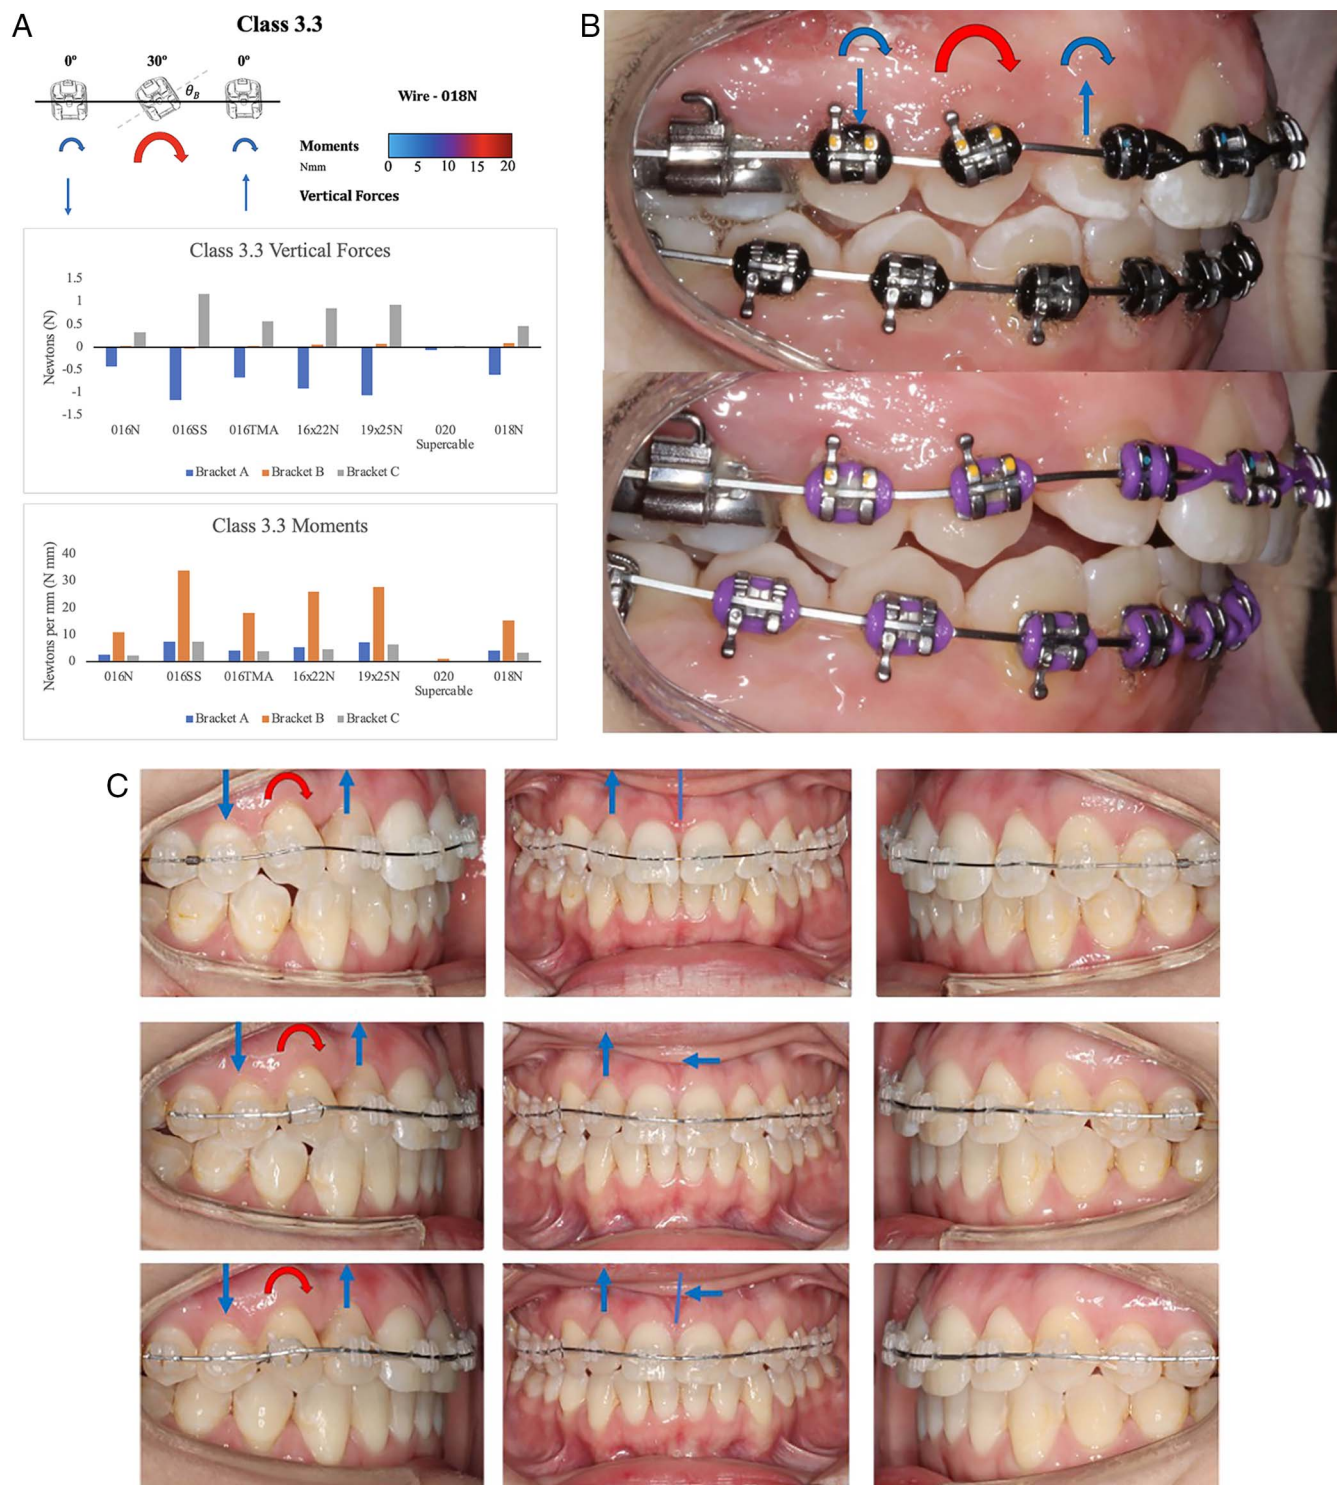 A
Class 3.3
0º
30º
0º
θB
Wire - 018N
Moments
Nmm
0 5 10 15 20
Vertical Forces
Class 3.3 Vertical Forces
Newtons (N)
1.5
1
0.5
0
-0.5
-1
-1.5
016N 016SS 016TMA 16x22N 19x25N 020 Supercable 018N
Bracket A Bracket B Bracket C
Class 3.3 Moments
Newtons per mm (N mm)
40
30
20
10
0
016N 016SS 016TMA 16x22N 19x25N 020 Supercable 018N
Bracket A Bracket B Bracket C
B
C